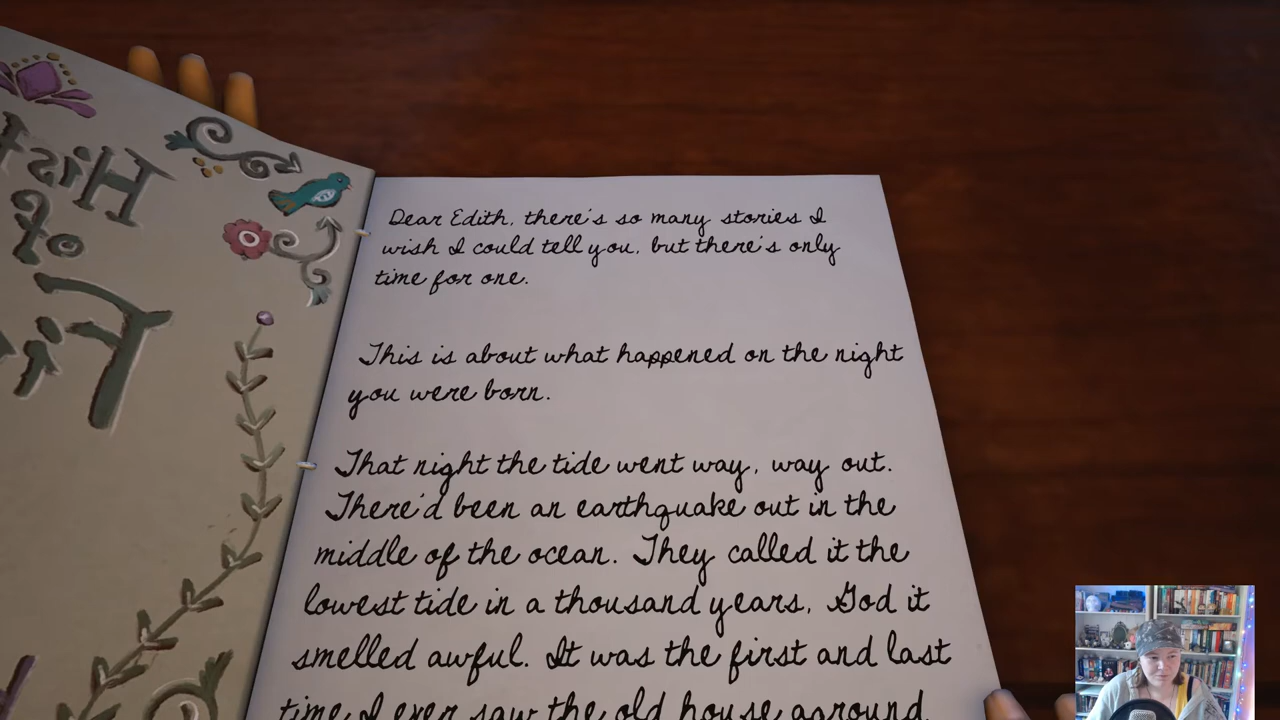 Dear Edith, there's so many stories I
wish I could tell you, but there's only
time for one.
This is about what happened on the night
you were born.
That night the tide went way, way out.
There'd been an earthquake out in the
middle of the ocean. They called it the
lowest tide in a thousand years. God it
smelled awful. It was the first and last
time I ever saw the old house aground.
His
of